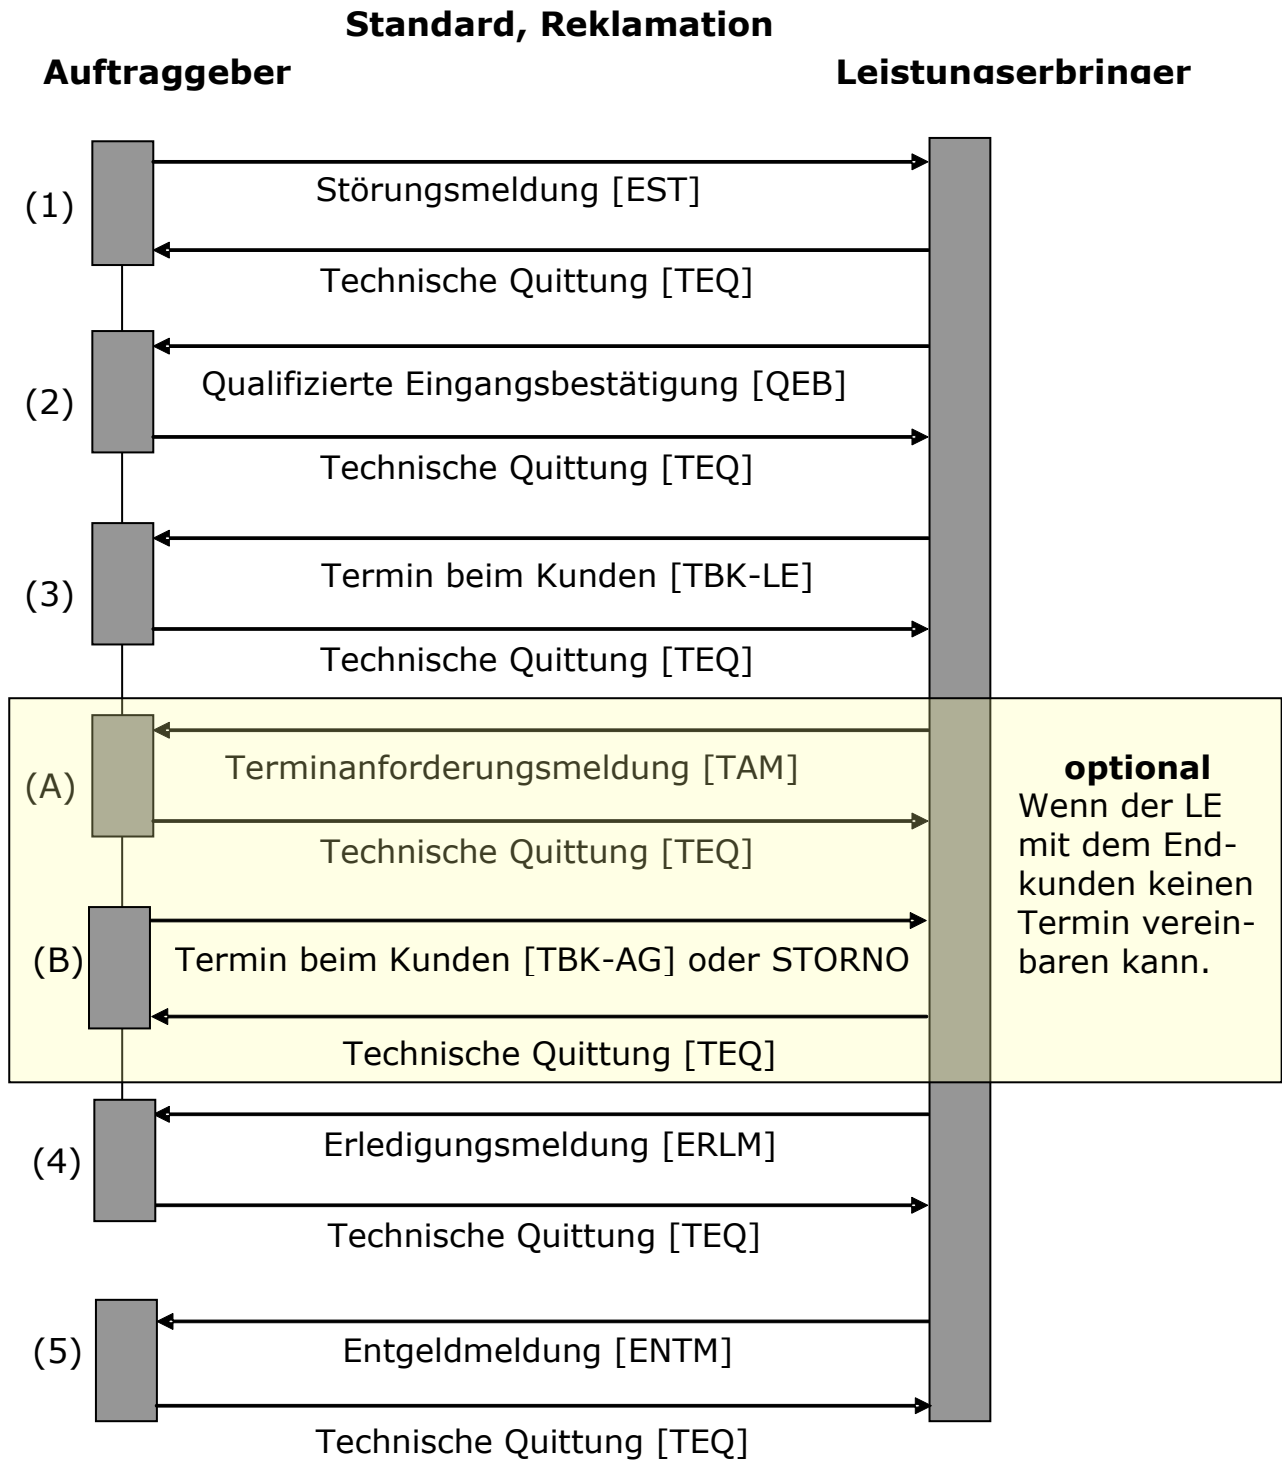 Standard, Reklamation
Auftraggeber
Leistungserbringer
Störungsmeldung [EST]
(1)
Technische Quittung [TEQ]
Qualifizierte Eingangsbestätigung [QEB]
(2)
Technische Quittung [TEQ]
Termin beim Kunden [TBK-LE]
(3)
Technische Quittung [TEQ]
Terminanforderungsmeldung [TAM]
(A)
Technische Quittung [TEQ]
optional
Wenn der LE
mit dem End-
kunden keinen
Termin verein-
baren kann.
(B)
Termin beim Kunden [TBK-AG] oder STORNO
Technische Quittung [TEQ]
Erledigungsmeldung [ERLM]
(4)
Technische Quittung [TEQ]
(5)
Entgeldmeldung [ENTM]
Technische Quittung [TEQ]